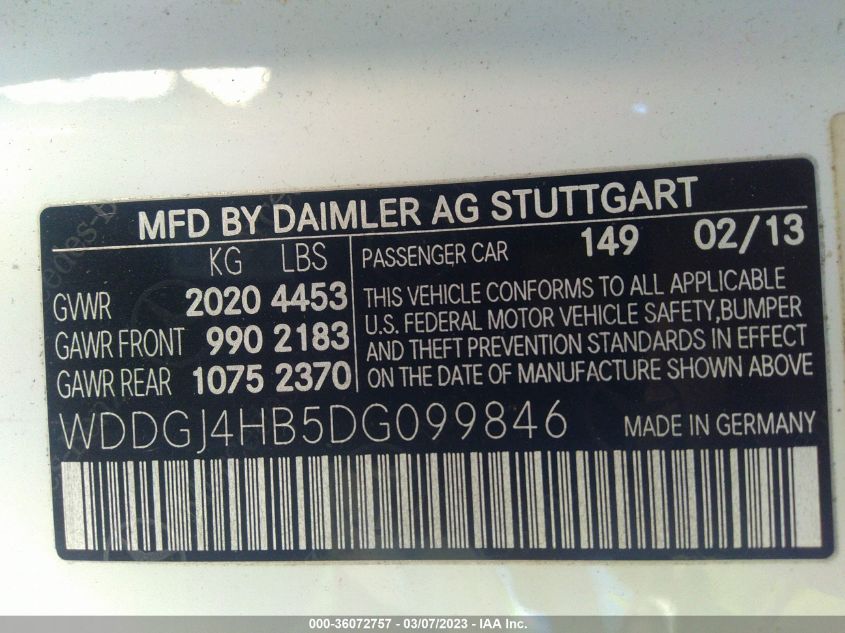 MFD BY DAIMLER AG STUTTGART
KG LBS
GVWR 2020 4453
GAWR FRONT 990 2183
GAWR REAR 1075 2370
PASSENGER CAR 149 02/13
THIS VEHICLE CONFORMS TO ALL APPLICABLE
U.S. FEDERAL MOTOR VEHICLE SAFETY,BUMPER
AND THEFT PREVENTION STANDARDS IN EFFECT
ON THE DATE OF MANUFACTURE SHOWN ABOVE
WDDGJ4HB5DG099846 MADE IN GERMANY
000-36072757 - 03/07/2023 - IAA Inc.